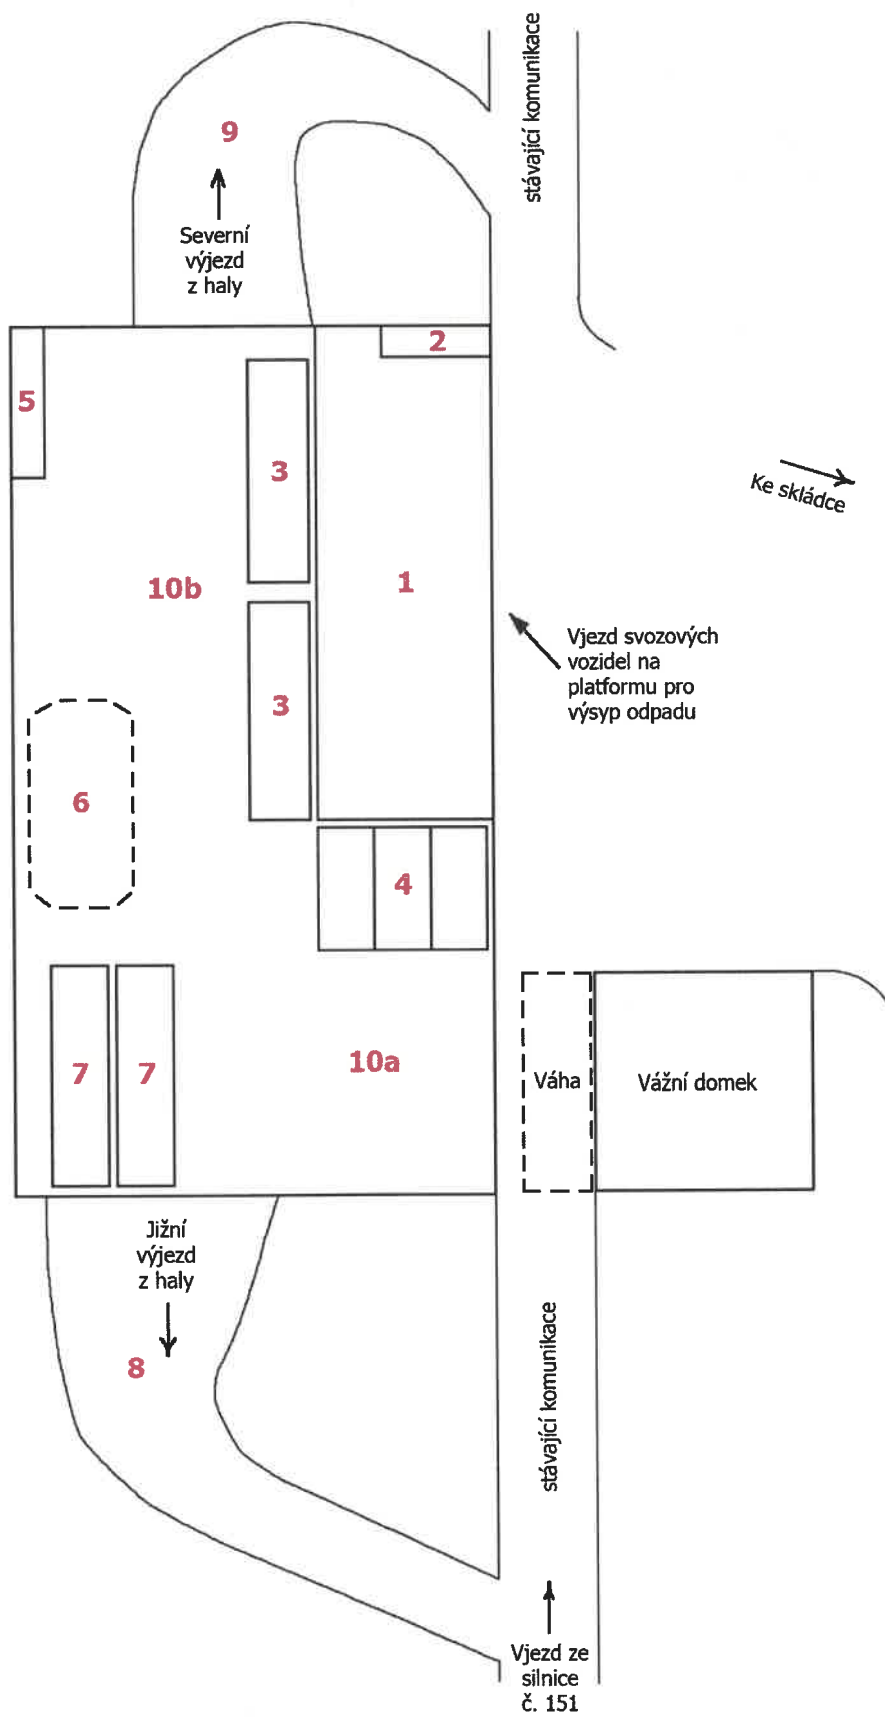 stávající komunikace
9
Severní
výjezd
z haly
2
5
3
Ke skládce
10b
1
Vjezd svozových
vozidel na
platformu pro
výsyp odpadu
3
6
4
7
7
10a
Váha
Vážní domek
Jižní
výjezd
z haly
8
stávající komunikace
Vjezd ze
silnice
č. 151